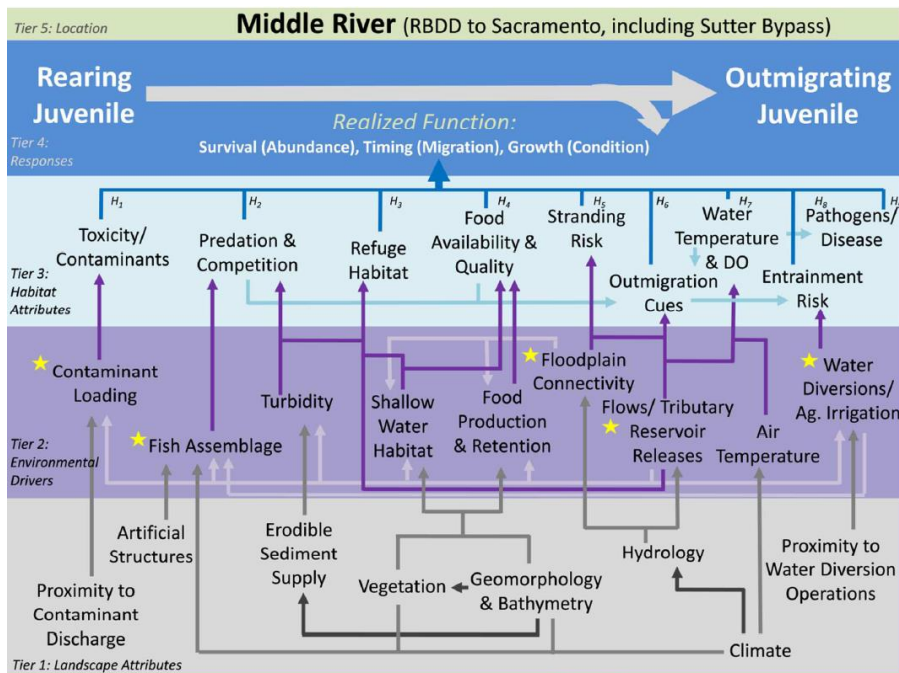 Tier 5: Location
Middle River (RBDD to Sacramento, including Sutter Bypass)
Rearing
Juvenile
Outmigrating
Juvenile
Realized Function:
Survival (Abundance), Timing (Migration), Growth (Condition)
Tier 4:
Responses
H1
H2
H3
H4
H5
H6
H7
H8
Toxicity/
Contaminants
Predation &
Competition
Refuge
Habitat
Food
Availability &
Quality
Stranding
Risk
Outmigration
Cues
Water
Temperature
& DO
Pathogens/
Disease
Entrainment
Risk
Tier 3:
Habitat
Attributes
Contaminant
Loading
Fish Assemblage
Turbidity
Shallow
Water
Habitat
Food
Production
& Retention
Floodplain
Connectivity
Flows/ Tributary
Reservoir
Releases
Air
Temperature
Water
Diversions/
Ag. Irrigation
Tier 2:
Environmental
Drivers
Artificial
Structures
Proximity to
Contaminant
Discharge
Erodible
Sediment
Supply
Vegetation
Geomorphology
& Bathymetry
Hydrology
Climate
Proximity to
Water Diversion
Operations
Tier 1: Landscape Attributes